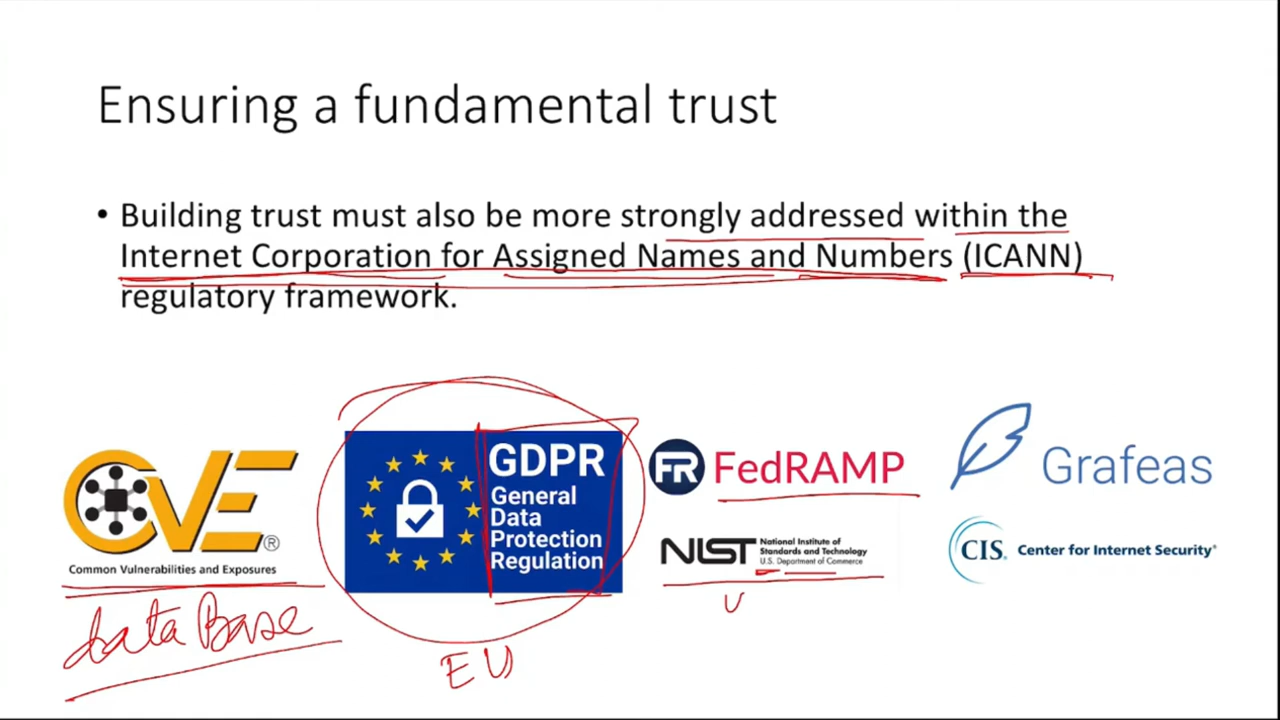 Ensuring a fundamental trust
• Building trust must also be more strongly addressed within the
Internet Corporation for Assigned Names and Numbers (ICANN)
regulatory framework.
CVE®
Common Vulnerabilities and Exposures
GDPR
General
Data
Protection
Regulation
FR FedRAMP
NIST
National Institute of
Standards and Technology
U.S. Department of Commerce
Grafeas
CIS. Center for Internet Security®
dataBase
EU
U